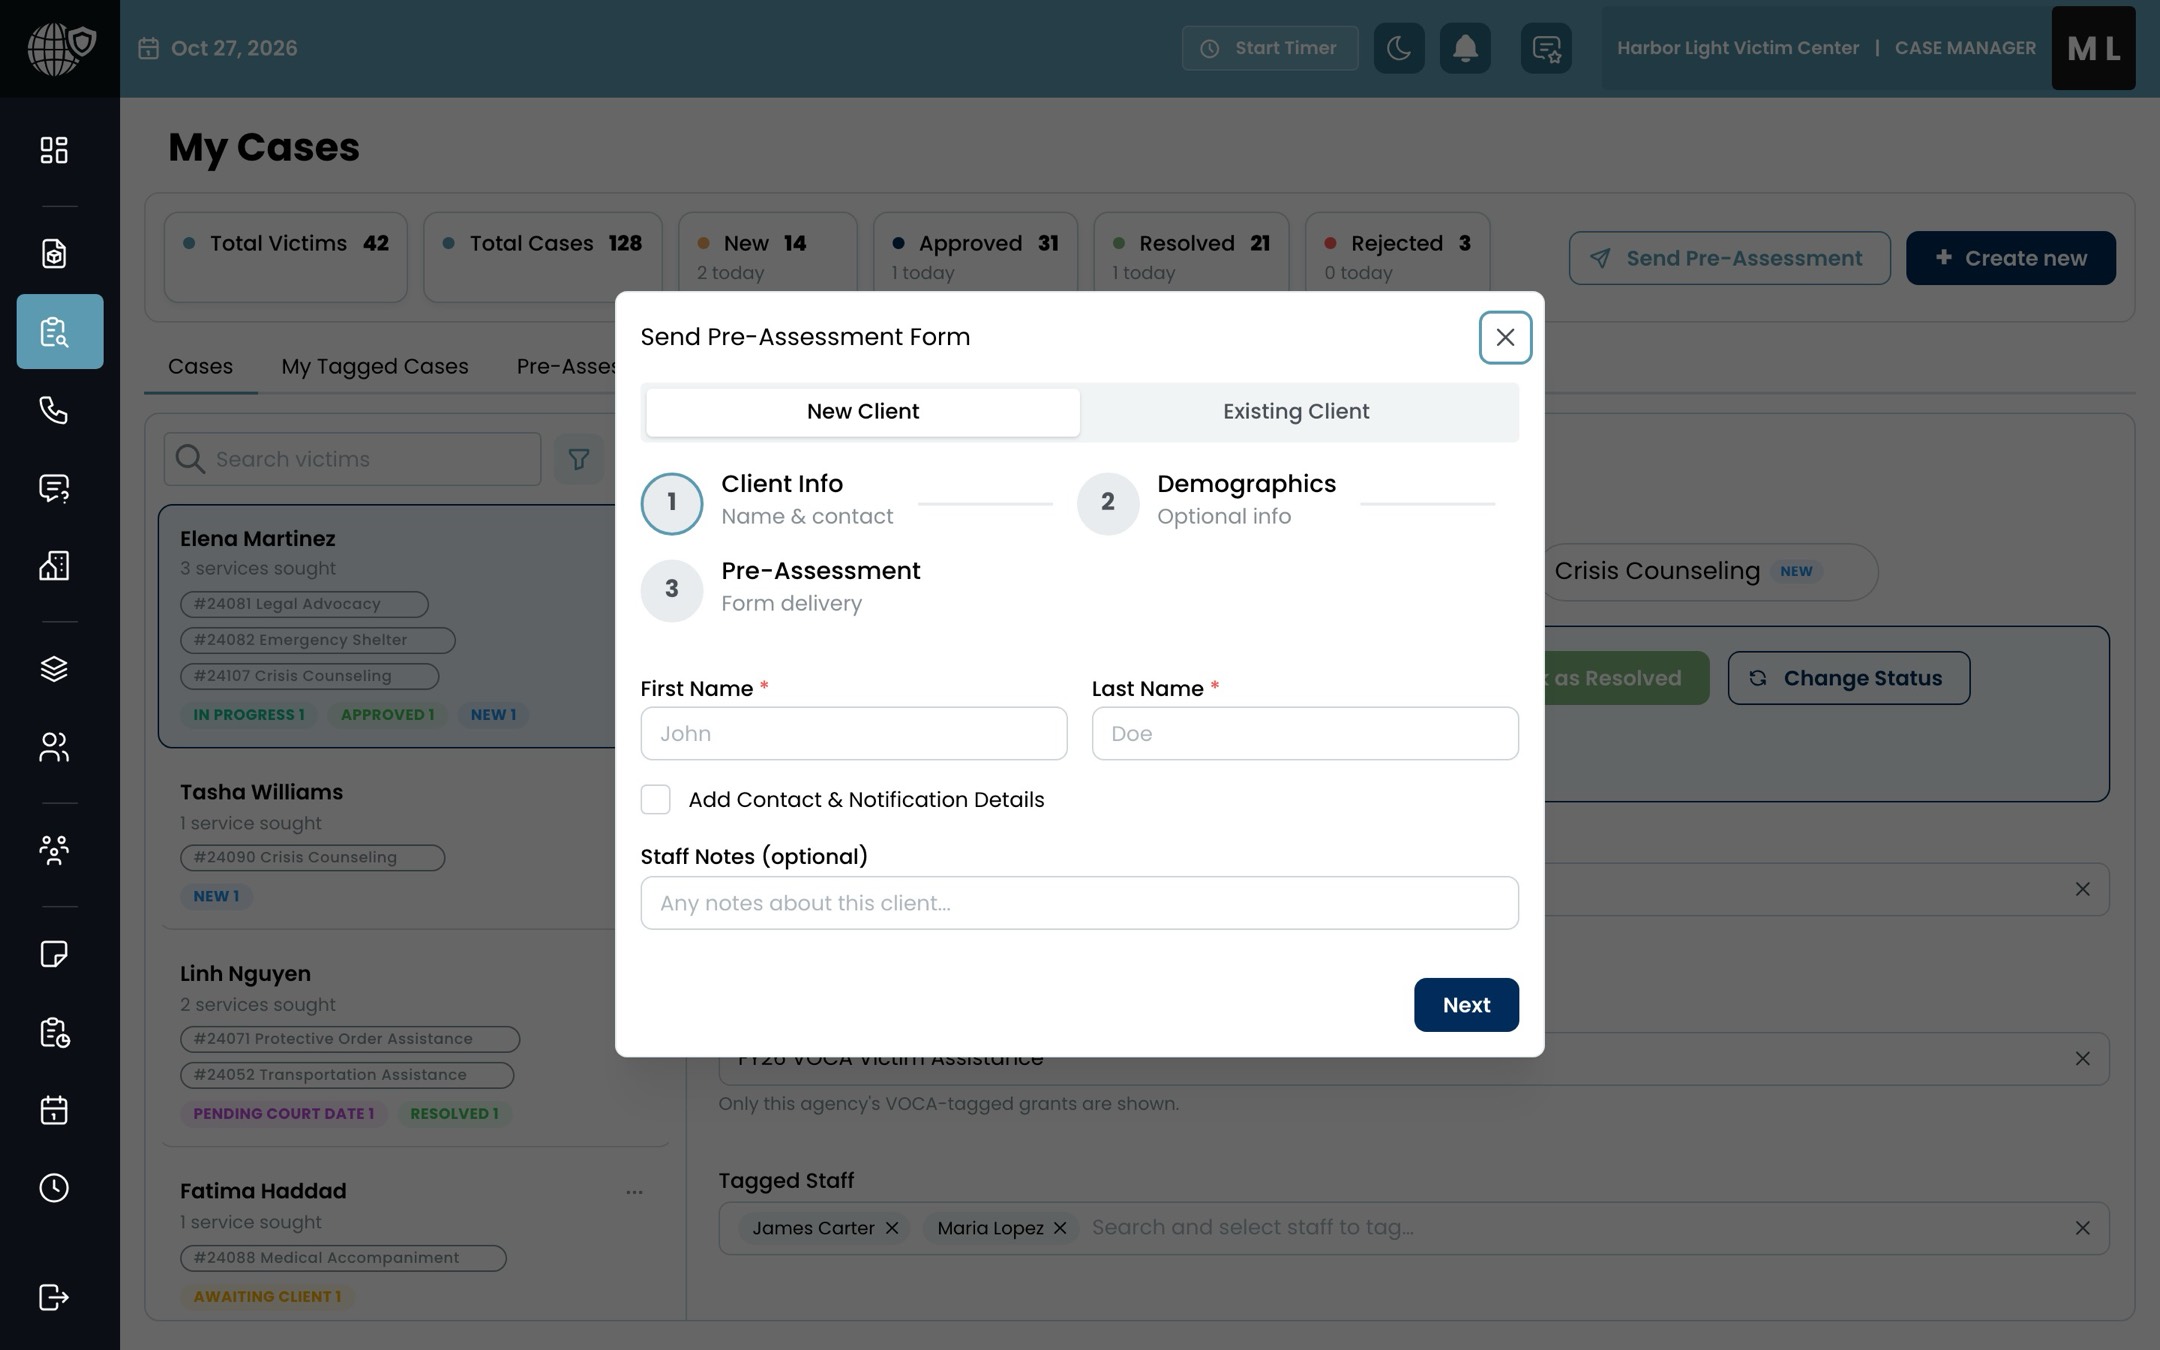 Oct 27, 2026
Start Timer
Harbor Light Victim Center | CASE MANAGER
M L
My Cases
Total Victims 42
Total Cases 128
New 14
2 today
Approved 31
1 today
Resolved 21
1 today
Rejected 3
0 today
Send Pre-Assessment
+ Create new
Cases
My Tagged Cases
Pre-Asses
Search victims
Elena Martinez
3 services sought
#24081 Legal Advocacy
#24082 Emergency Shelter
#24107 Crisis Counseling
IN PROGRESS 1
APPROVED 1
NEW 1
Tasha Williams
1 service sought
#24090 Crisis Counseling
NEW 1
Linh Nguyen
2 services sought
#24071 Protective Order Assistance
#24052 Transportation Assistance
PENDING COURT DATE 1
RESOLVED 1
Fatima Haddad
...
1 service sought
#24088 Medical Accompaniment
AWAITING CLIENT 1
Send Pre-Assessment Form
New Client
Existing Client
1
Client Info
Name & contact
2
Demographics
Optional info
3
Pre-Assessment
Form delivery
First Name *
John
Last Name *
Doe
Add Contact & Notification Details
Staff Notes (optional)
Any notes about this client...
Next
Crisis Counseling NEW
as Resolved
Change Status
FY26 VOCA Victim Assistance
Only this agency's VOCA-tagged grants are shown.
Tagged Staff
James Carter
Maria Lopez
Search and select staff to tag...